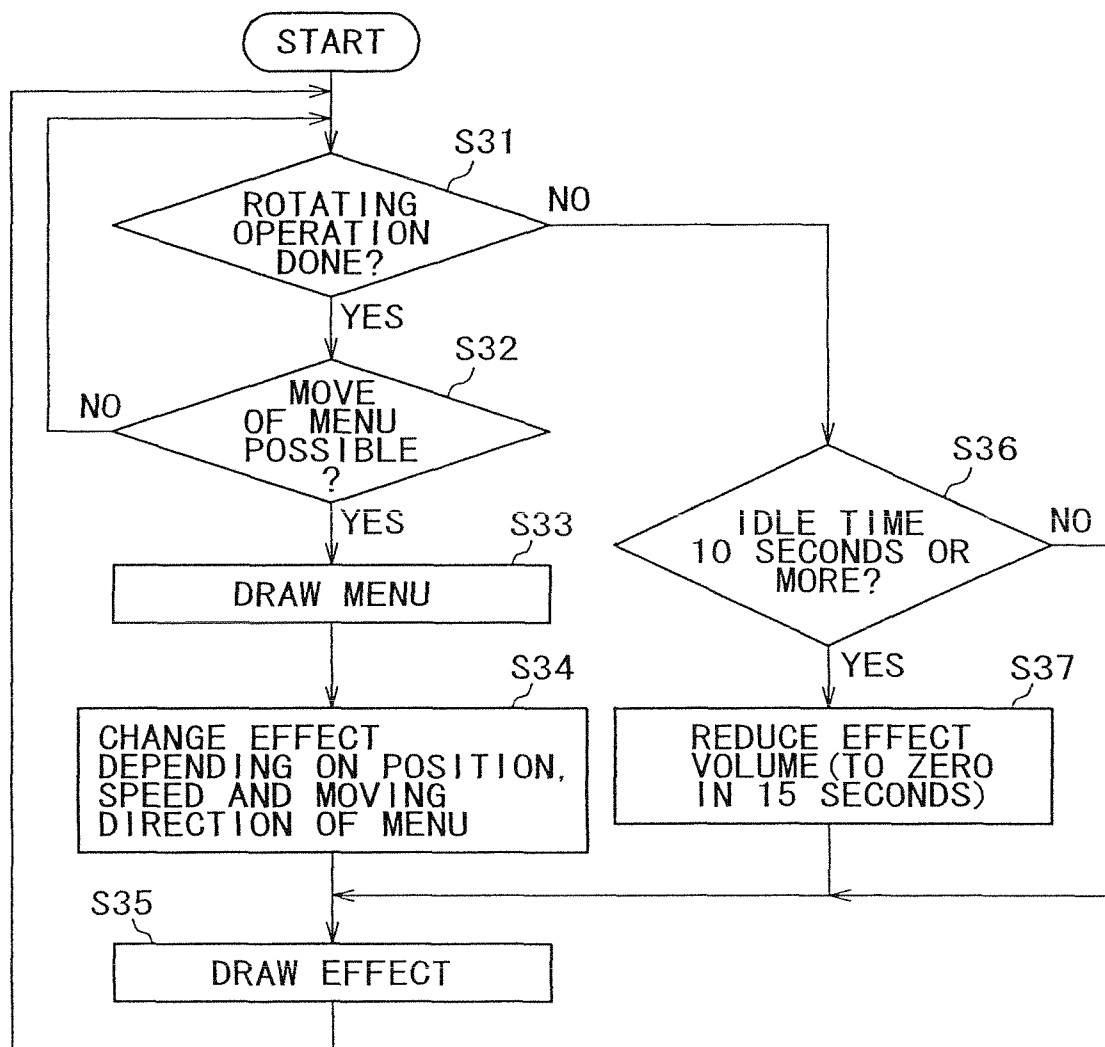 START
S31
ROTATING
OPERATION
DONE?
NO
YES
S32
MOVE
OF MENU
POSSIBLE
?
NO
YES
S33
DRAW MENU
S34
CHANGE EFFECT
DEPENDING ON POSITION,
SPEED AND MOVING
DIRECTION OF MENU
S35
DRAW EFFECT
S36
IDLE TIME
10 SECONDS OR
MORE?
NO
YES
S37
REDUCE EFFECT
VOLUME(TO ZERO
IN 15 SECONDS)